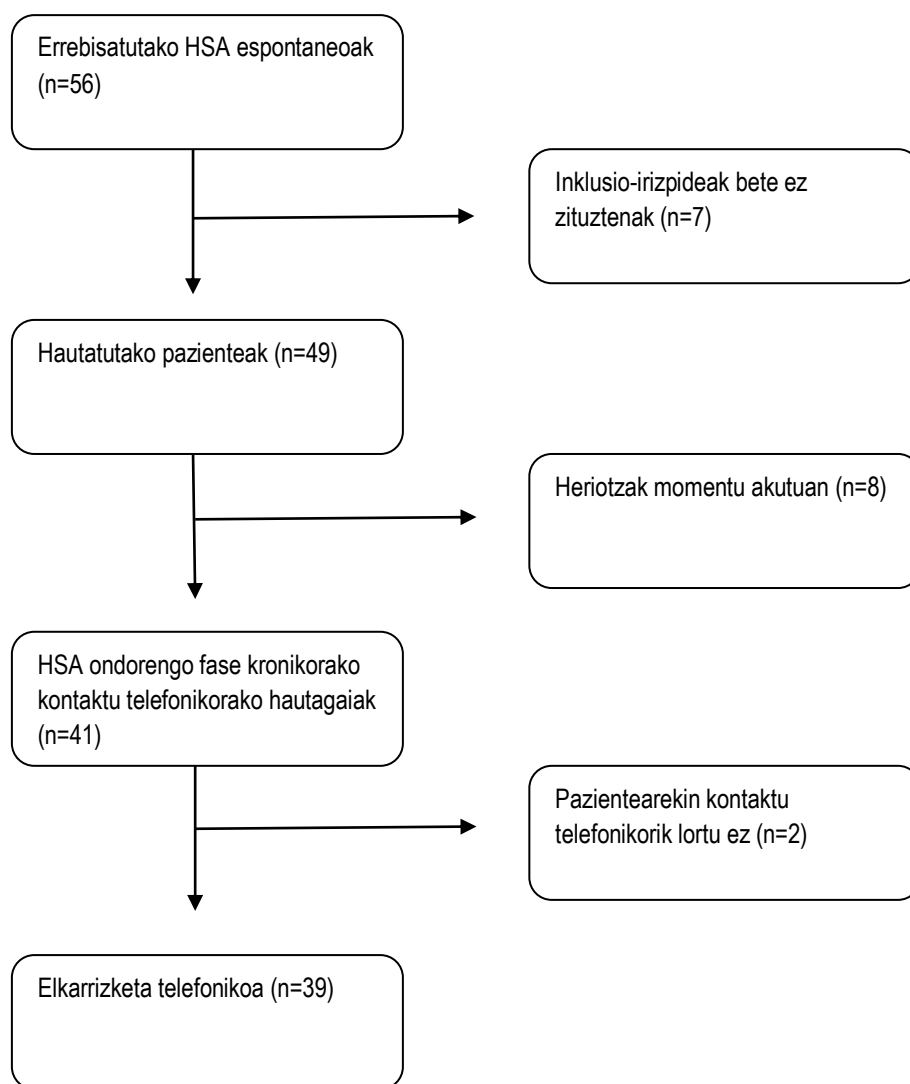 Errebisatutako HSA espontaneoak
(n=56)
Inklusio-irizpideak bete ez
zituztenak (n=7)
Hautatutako pazienteak (n=49)
Heriotzak momentu akutuan (n=8)
HSA ondorengo fase kronikorako
kontaktu telefonikorako hautagaiak
(n=41)
Pazientearekin kontaktu
telefonikorik lortu ez (n=2)
Elkarrizketa telefonikoa (n=39)